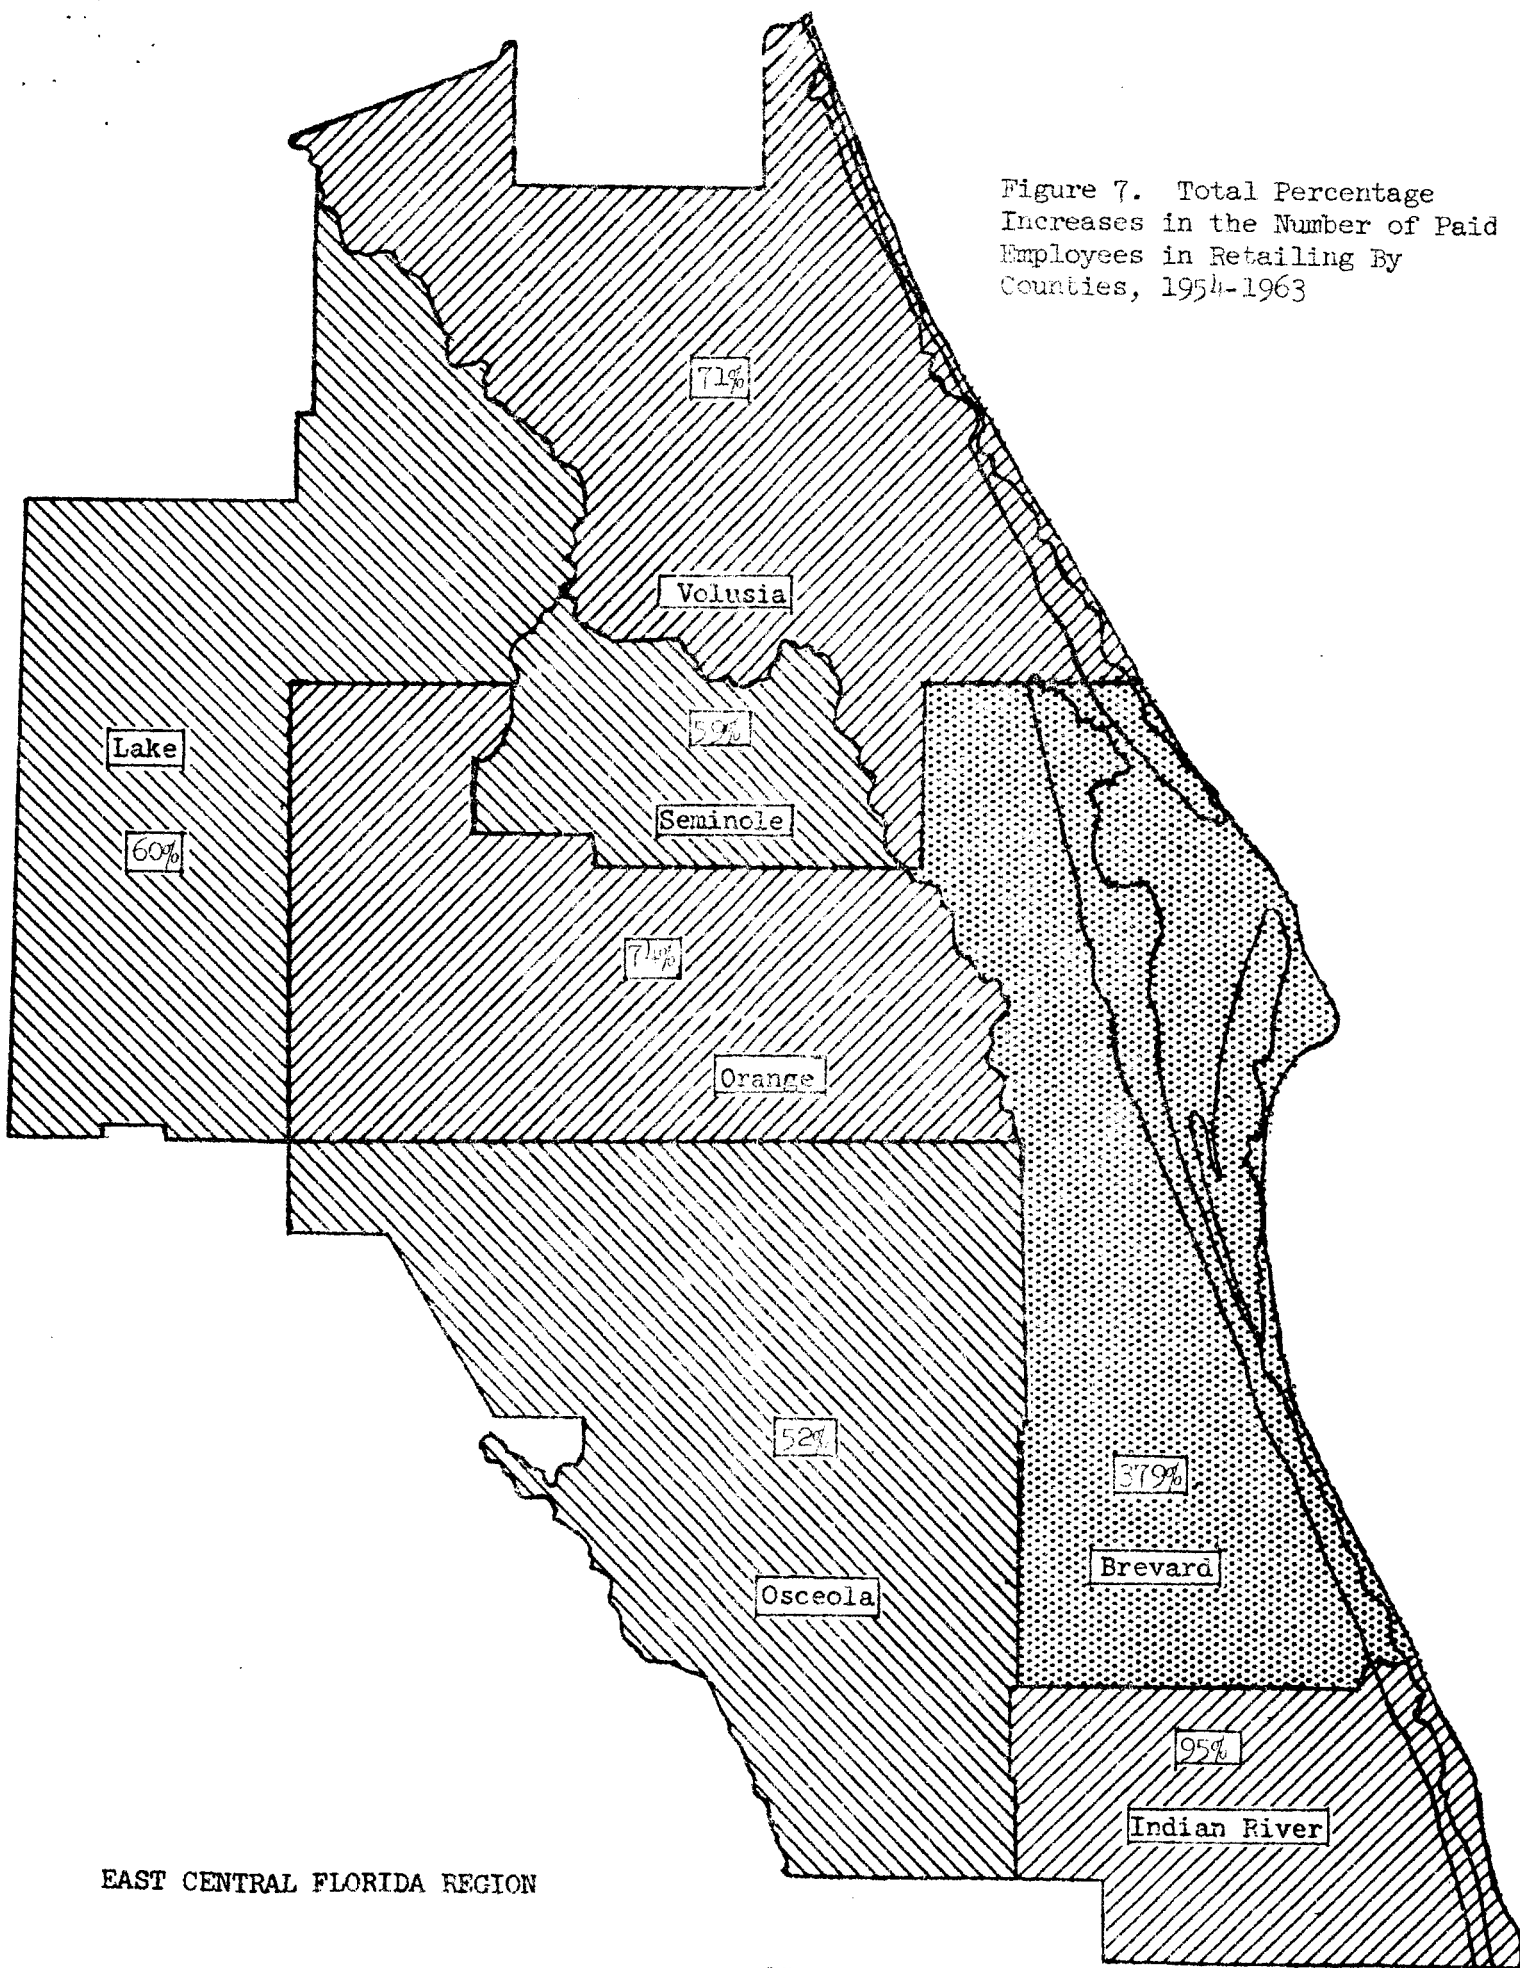 Figure 7. Total Percentage
Increases in the Number of Paid
Employees in Retailing By
Counties, 1954-1963
71%
Volusia
Lake
59%
Seminole
60%
74%
Orange
52%
379%
Brevard
Osceola
95%
Indian River
EAST CENTRAL FLORIDA REGION